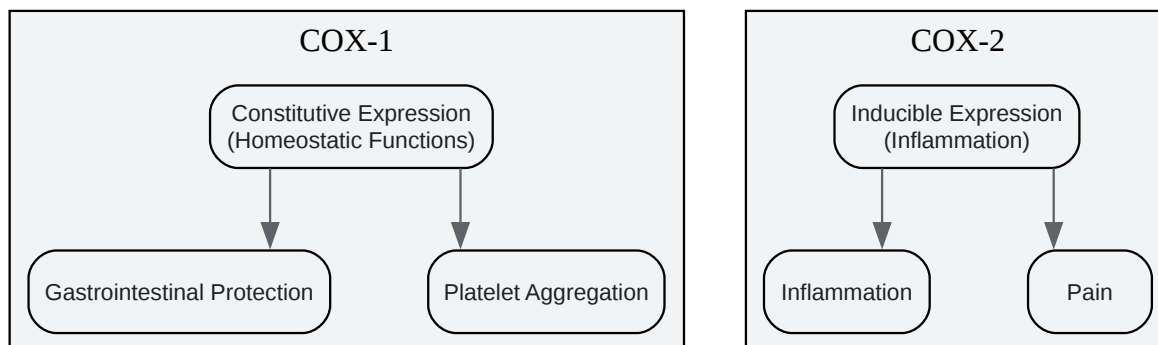 COX-1
Constitutive Expression
(Homeostatic Functions)
Gastrointestinal Protection
Platelet Aggregation
COX-2
Inducible Expression
(Inflammation)
Inflammation
Pain